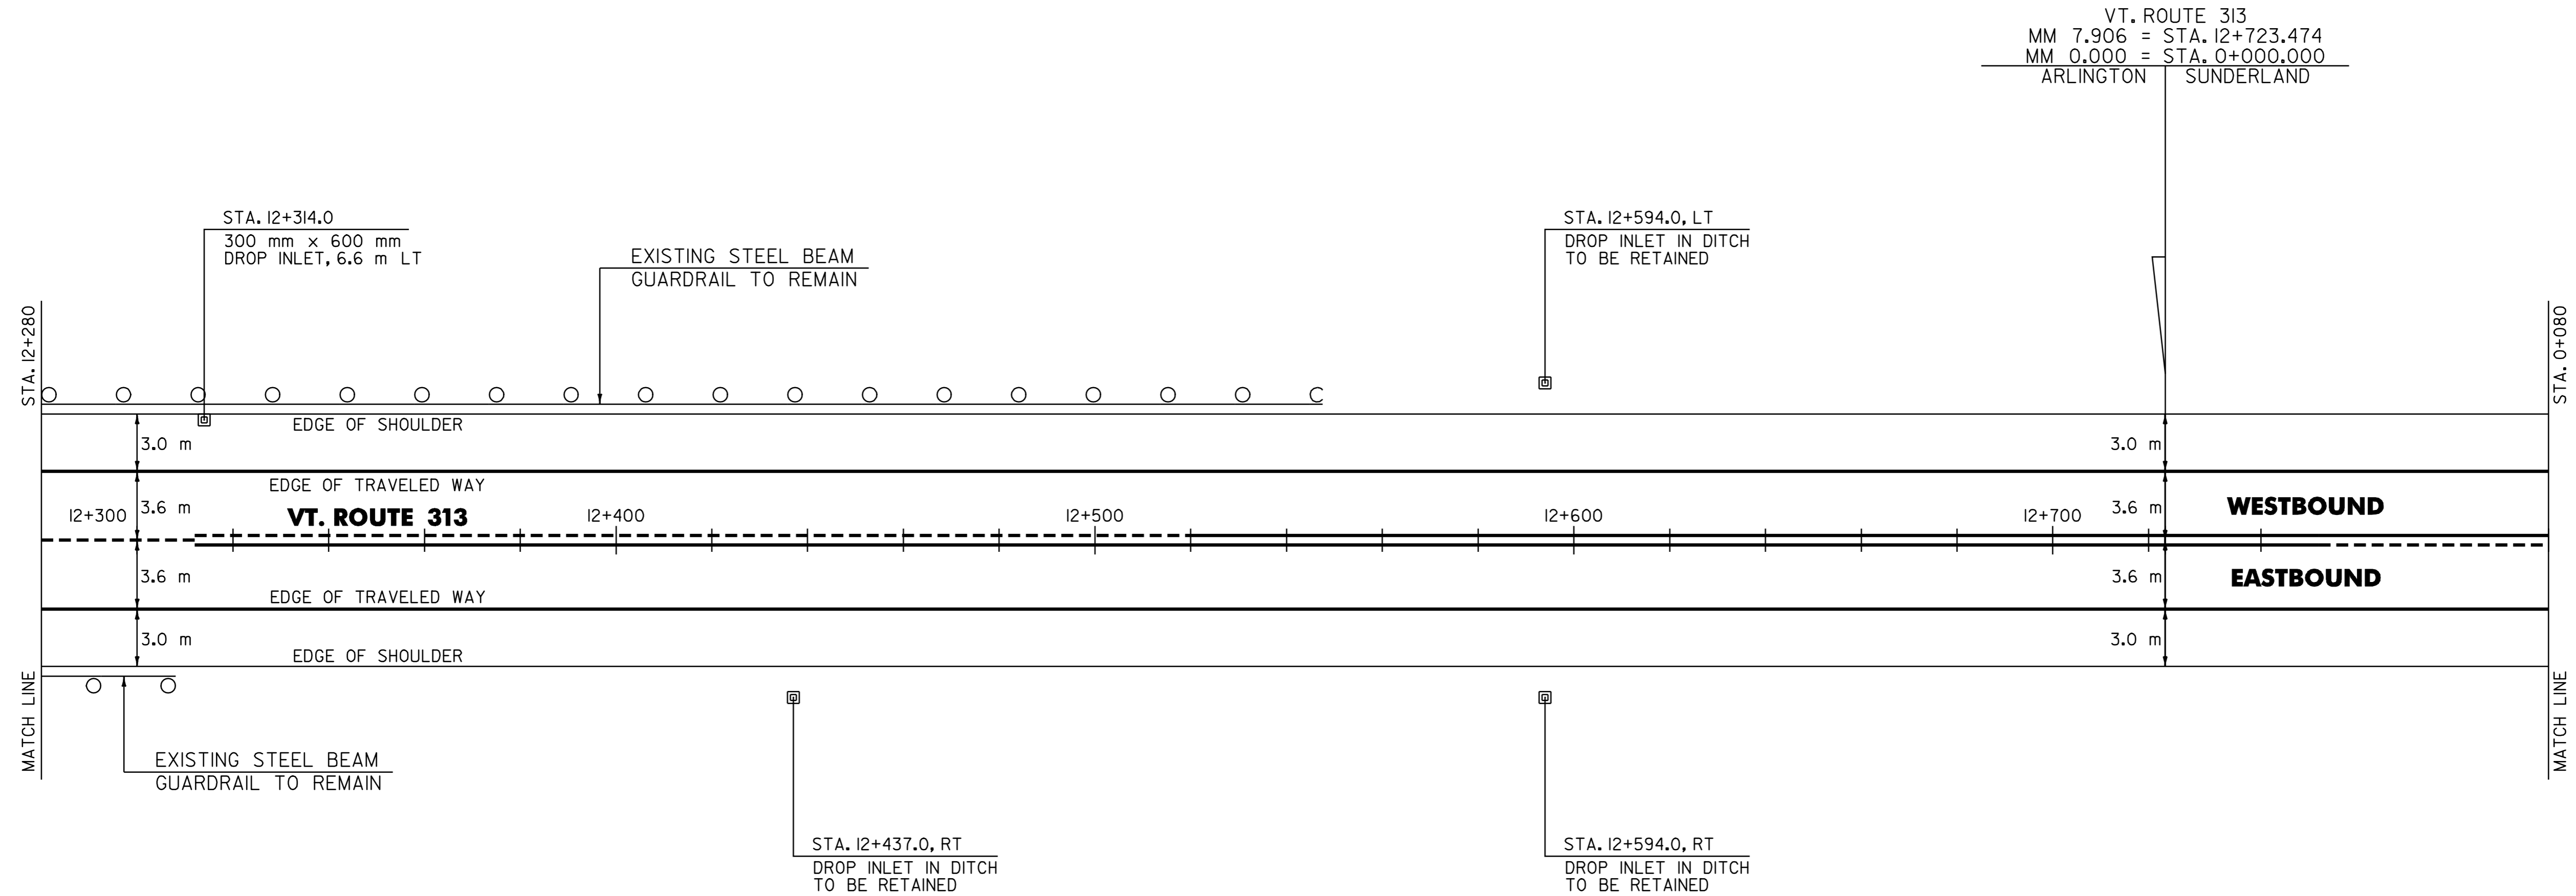 VT. ROUTE 313
MM 7.906 = STA. 12+723.474
MM 0.000 = STA. 0+000.000
ARLINGTON SUNDERLAND
STA. 12+314.0
300 mm x 600 mm
DROP INLET, 6.6 m LT
EXISTING STEEL BEAM
GUARDRAIL TO REMAIN
STA. 12+594.0, LT
DROP INLET IN DITCH
TO BE RETAINED
STA. 12+280
STA. 0+080
EDGE OF SHOULDER
3.0 m
3.0 m
EDGE OF TRAVELED WAY
3.6 m
3.6 m
WESTBOUND
12+300
VT. ROUTE 313
12+400
12+500
12+600
12+700
3.6 m
3.6 m
EASTBOUND
EDGE OF TRAVELED WAY
3.0 m
3.0 m
EDGE OF SHOULDER
MATCH LINE
MATCH LINE
EXISTING STEEL BEAM
GUARDRAIL TO REMAIN
STA. 12+437.0, RT
DROP INLET IN DITCH
TO BE RETAINED
STA. 12+594.0, RT
DROP INLET IN DITCH
TO BE RETAINED